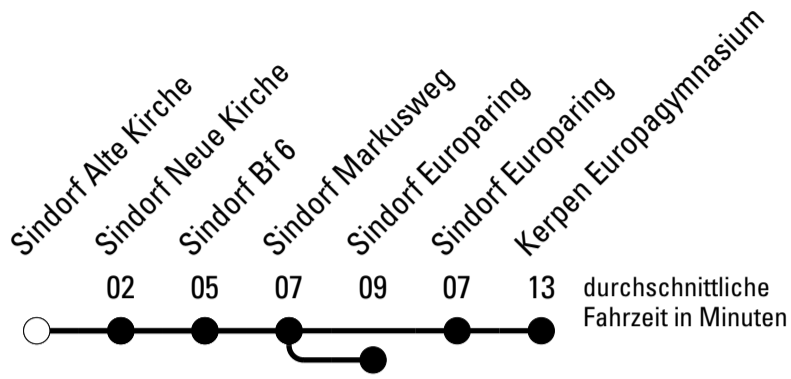 Sindorf Alte Kirche
Sindorf Neue Kirche
Sindorf Bf 6
Sindorf Markusweg
Sindorf Europaring
Sindorf Europaring
Kerpen Europagymnasium
02 05 07 09 07 13
durchschnittliche
Fahrzeit in Minuten